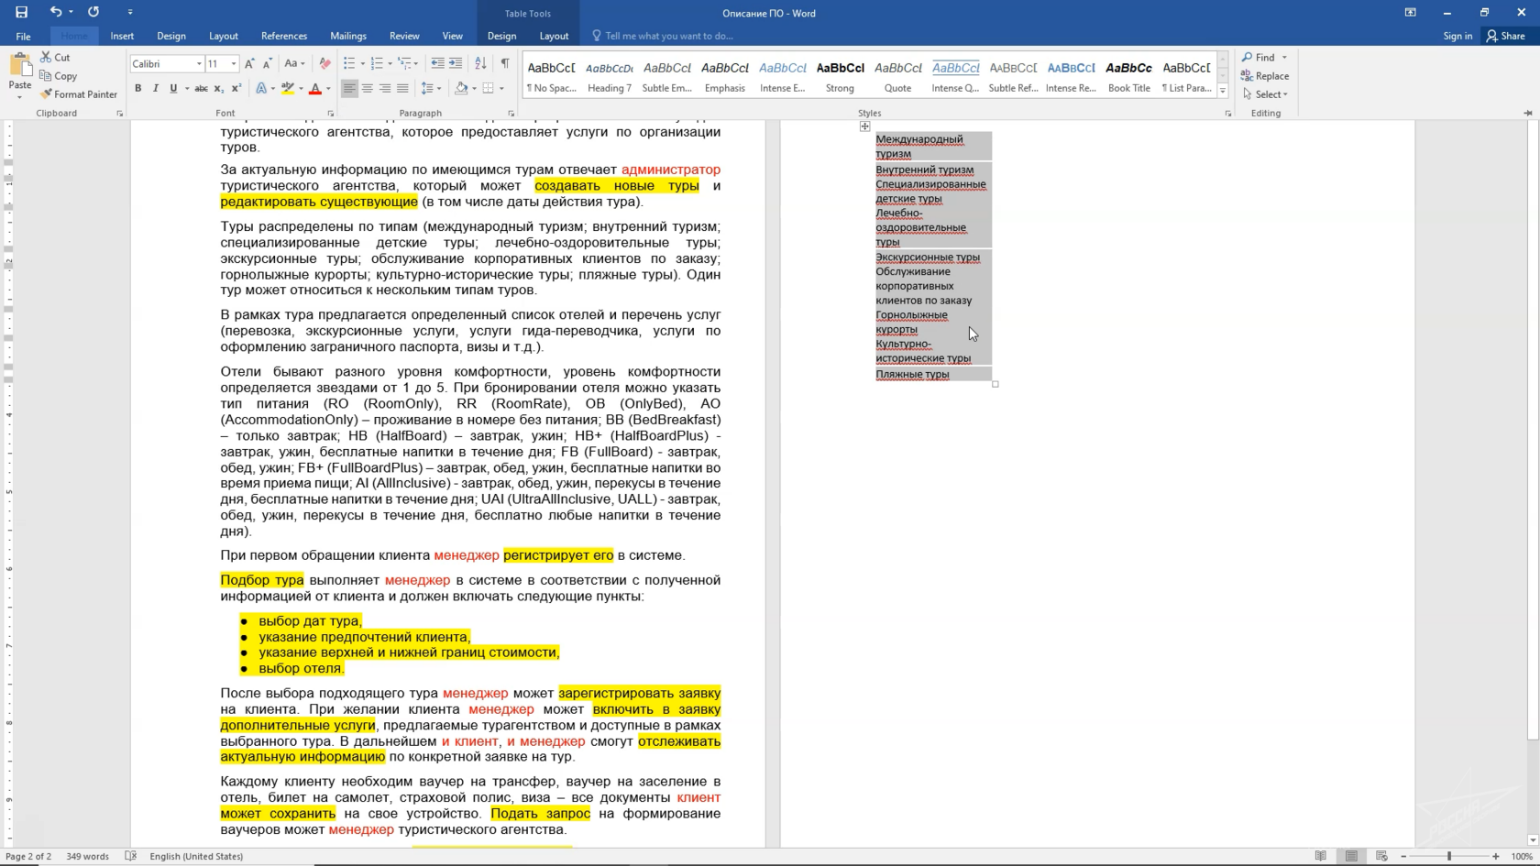 Table Tools
Описание ПО - Word
File
Home
Insert
Design
Layout
References
Mailings
Review
View
Design
Layout
Tell me what you want to do...
Sign in
Share
Paste
Cut
Copy
Format Painter
Clipboard
Calibri
11
Font
Paragraph
AaBbCcI
¶ No Spac...
AaBbCcDc
Heading 7
AaBbCcI
Subtle Em...
AaBbCcI
Emphasis
AaBbCcI
Intense E...
AaBbCcI
Strong
AaBbCcI
Quote
AaBbCcI
Intense Q...
AaBbCcI
Subtle Ref...
AaBbCcI
Intense Re...
AaBbCc
Book Title
AaBbCcI
¶ List Para...
Styles
Find
Replace
Select
Editing
туристического агентства, которое предоставляет услуги по организации
туров.
За актуальную информацию по имеющимся турам отвечает администратор
туристического агентства, который может создавать новые туры и
редактировать существующие (в том числе даты действия тура).
Туры распределены по типам (международный туризм; внутренний туризм;
специализированные детские туры; лечебно-оздоровительные туры;
экскурсионные туры; обслуживание корпоративных клиентов по заказу;
горнолыжные курорты; культурно-исторические туры; пляжные туры). Один
тур может относиться к нескольким типам туров.
В рамках тура предлагается определенный список отелей и перечень услуг
(перевозка, экскурсионные услуги, услуги гида-переводчика, услуги по
оформлению заграничного паспорта, визы и т.д.).
Отели бывают разного уровня комфортности, уровень комфортности
определяется звездами от 1 до 5. При бронировании отеля можно указать
тип питания (RO (RoomOnly), RR (RoomRate), OB (OnlyBed), AO
(AccommodationOnly) – проживание в номере без питания; BB (BedBreakfast)
– только завтрак; HB (HalfBoard) – завтрак, ужин; HB+ (HalfBoardPlus) -
завтрак, ужин, бесплатные напитки в течение дня; FB (FullBoard) - завтрак,
обед, ужин; FB+ (FullBoardPlus) – завтрак, обед, ужин, бесплатные напитки во
время приема пищи; AI (AllInclusive) - завтрак, обед, ужин, перекусы в течение
дня, бесплатные напитки в течение дня; UAI (UltraAllInclusive, UALL) - завтрак,
обед, ужин, перекусы в течение дня, бесплатно любые напитки в течение
дня).
При первом обращении клиента менеджер регистрирует его в системе.
Подбор тура выполняет менеджер в системе в соответствии с полученной
информацией от клиента и должен включать следующие пункты:
● выбор дат тура,
● указание предпочтений клиента,
● указание верхней и нижней границ стоимости,
● выбор отеля.
После выбора подходящего тура менеджер может зарегистрировать заявку
на клиента. При желании клиента менеджер может включить в заявку
дополнительные услуги, предлагаемые турагентством и доступные в рамках
выбранного тура. В дальнейшем и клиент, и менеджер смогут отслеживать
актуальную информацию по конкретной заявке на тур.
Каждому клиенту необходим ваучер на трансфер, ваучер на заселение в
отель, билет на самолет, страховой полис, виза – все документы клиент
может сохранить на свое устройство. Подать запрос на формирование
ваучеров может менеджер туристического агентства.
Международный
туризм
Внутренний туризм
Специализированные
детские туры
Лечебно-
оздоровительные
туры
Экскурсионные туры
Обслуживание
корпоративных
клиентов по заказу
Горнолыжные
курорты
Культурно-
исторические туры
Пляжные туры
Page 2 of 2
349 words
English (United States)
100%